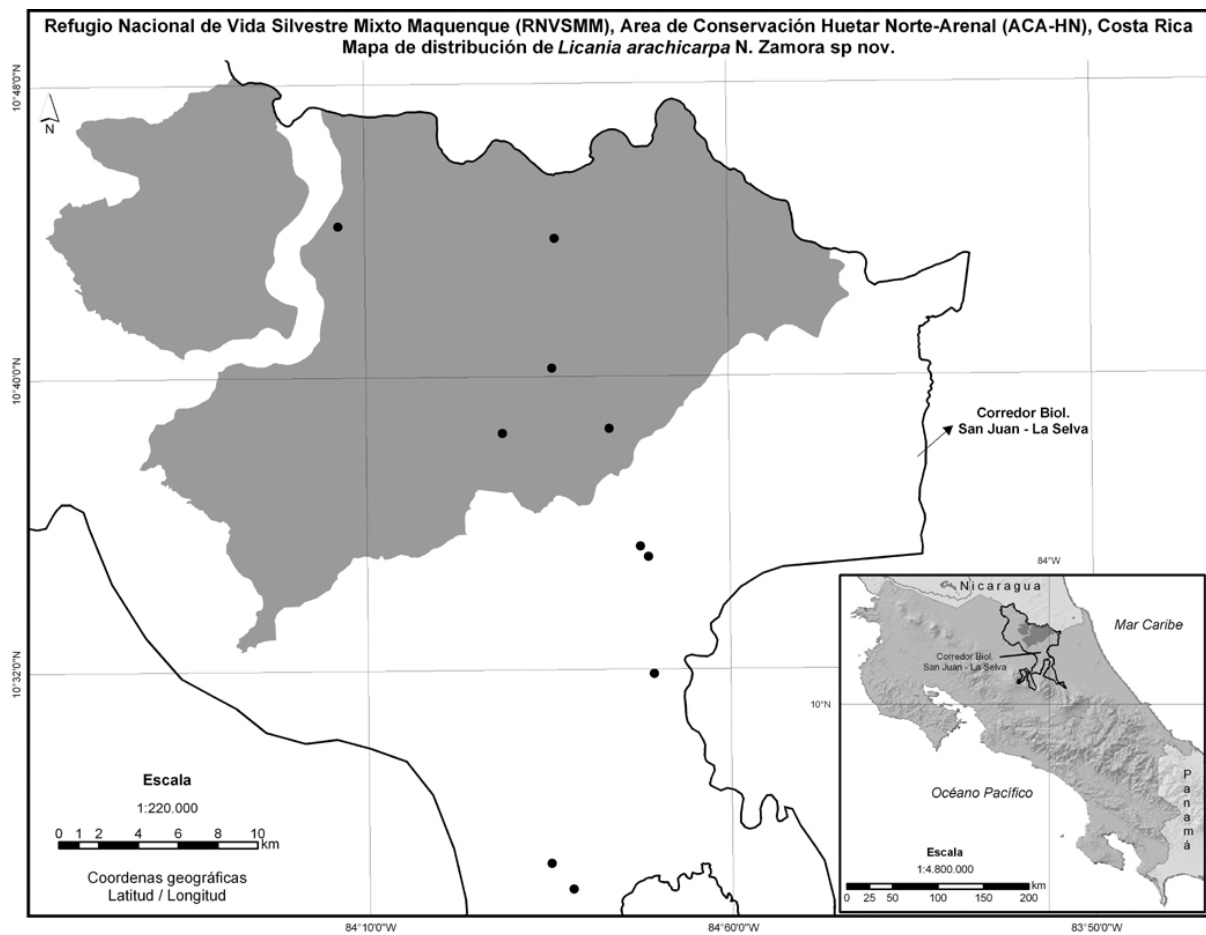 Refugio Nacional de Vida Silvestre Mixto Maquenque (RNVSMM), Area de Conservación Huetar Norte-Arenal (ACA-HN), Costa Rica
Mapa de distribución de Licania arachicarpa N. Zamora sp nov.
10°48'0"N
N
10°40'0"N
Corredor Biol.
San Juan - La Selva
10°32'0"N
Escala
1:220.000
0 1 2 4 6 8 10
km
Coordenas geográficas
Latitud / Longitud
84°10'0"W
84°60'0"W
83°50'0"W
84°W
Nicaragua
Mar Caribe
Corredor Biol.
San Juan - La Selva
10°N
Océano Pacífico
Panamá
Escala
1:4.800.000
km
0 25 50 100 150 200